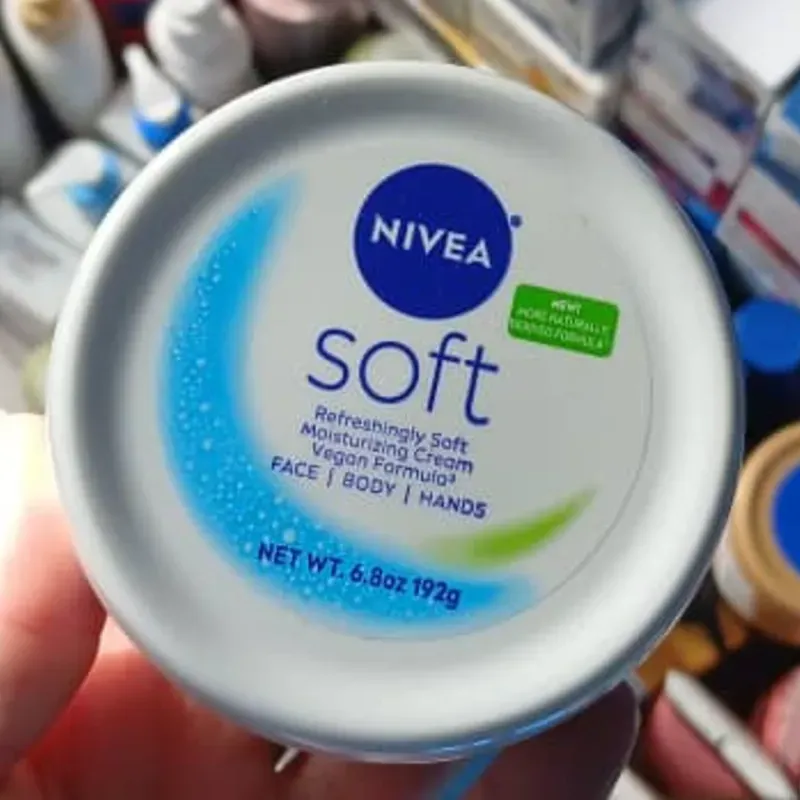 NIVEA
NEW!
MORE NATURALLY
DERIVED FORMULA
soft
Refreshingly Soft
Moisturizing Cream
Vegan Formula³
FACE | BODY | HANDS
NET WT. 6.8oz 192g